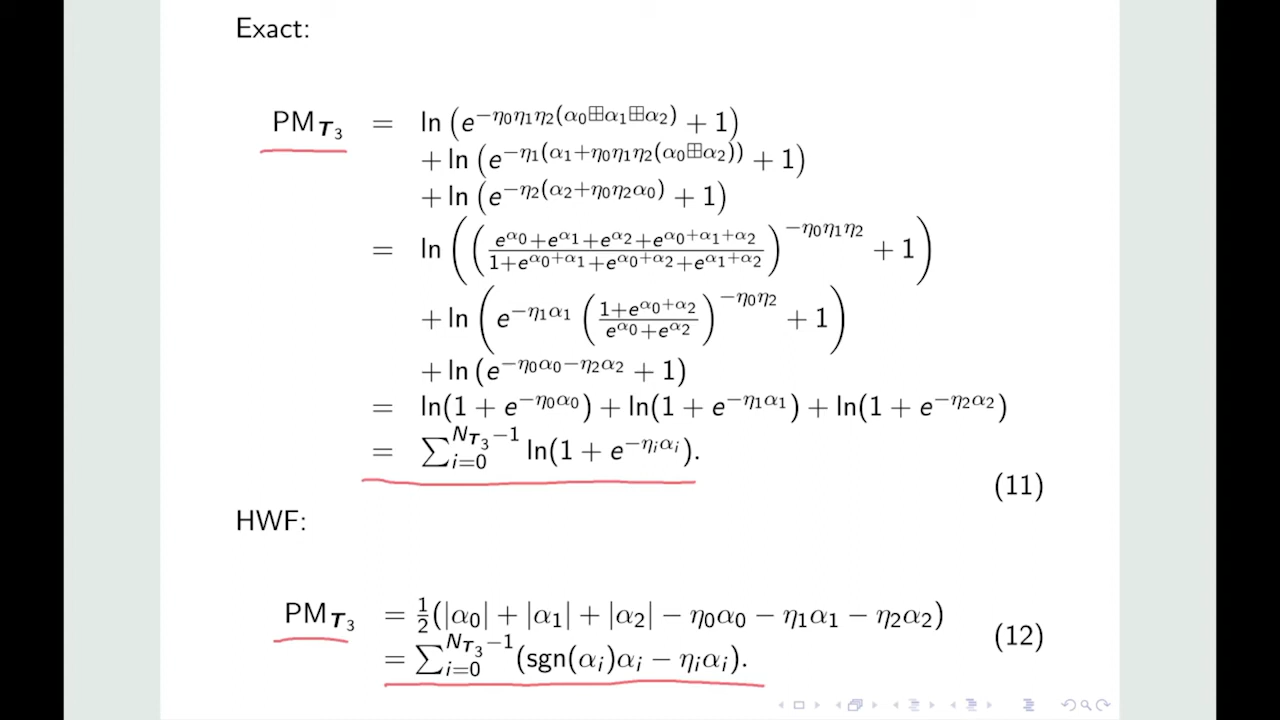 Exact:
PM_{T_3} = ln(e^{−η_0η_1η_2(α_0⊞α_1⊞α_2)} + 1)
+ ln(e^{−η_1(α_1+η_0η_1η_2(α_0⊞α_2))} + 1)
+ ln(e^{−η_2(α_2+η_0η_2α_0)} + 1)
= ln((\frac{e^{α_0}+e^{α_1}+e^{α_2}+e^{α_0+α_1+α_2}}{1+e^{α_0+α_1}+e^{α_0+α_2}+e^{α_1+α_2}})^{−η_0η_1η_2} + 1)
+ ln(e^{−η_1α_1}(\frac{1+e^{α_0+α_2}}{e^{α_0}+e^{α_2}})^{−η_0η_2} + 1)
+ ln(e^{−η_0α_0−η_2α_2} + 1)
= ln(1 + e^{−η_0α_0}) + ln(1 + e^{−η_1α_1}) + ln(1 + e^{−η_2α_2})
= ∑_{i=0}^{N_{T_3}−1} ln(1 + e^{−η_iα_i}).
(11)
HWF:
PM_{T_3} = \frac{1}{2}(|α_0| + |α_1| + |α_2| − η_0α_0 − η_1α_1 − η_2α_2)
(12)
= ∑_{i=0}^{N_{T_3}−1}(sgn(α_i)α_i − η_iα_i).